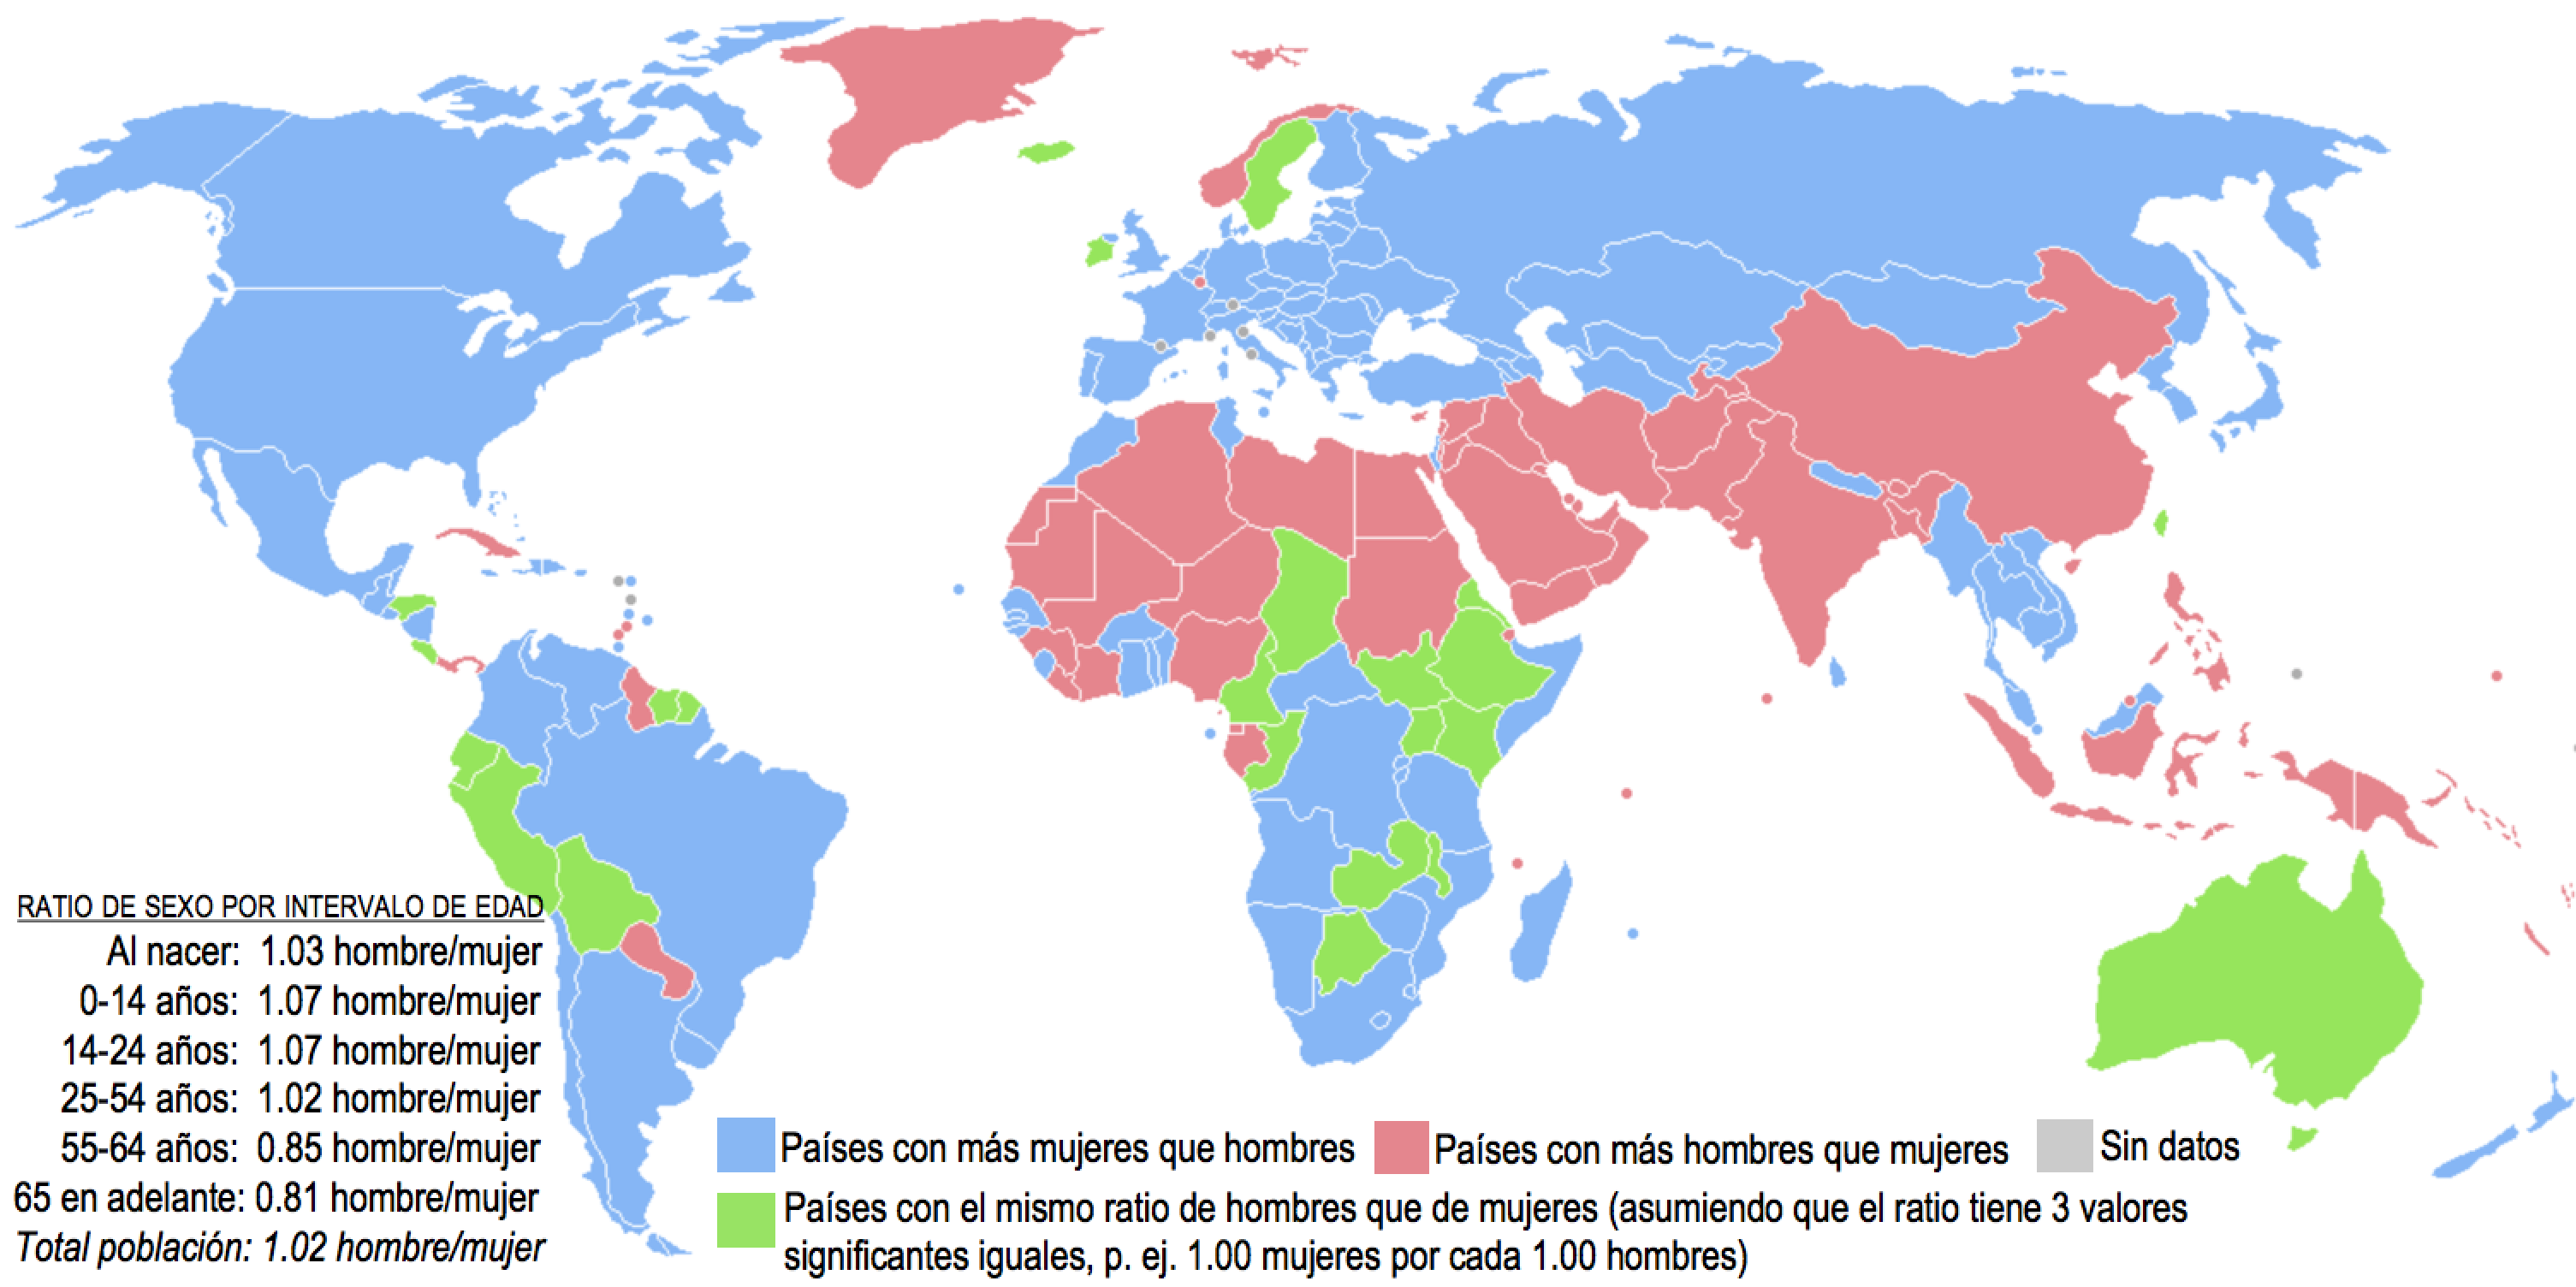 RATIO DE SEXO POR INTERVALO DE EDAD
Al nacer: 1.03 hombre/mujer
0-14 años: 1.07 hombre/mujer
14-24 años: 1.07 hombre/mujer
25-54 años: 1.02 hombre/mujer
55-64 años: 0.85 hombre/mujer
65 en adelante: 0.81 hombre/mujer
Total población: 1.02 hombre/mujer
Países con más mujeres que hombres
Países con más hombres que mujeres
Sin datos
Países con el mismo ratio de hombres que de mujeres (asumiendo que el ratio tiene 3 valores
significantes iguales, p. ej. 1.00 mujeres por cada 1.00 hombres)